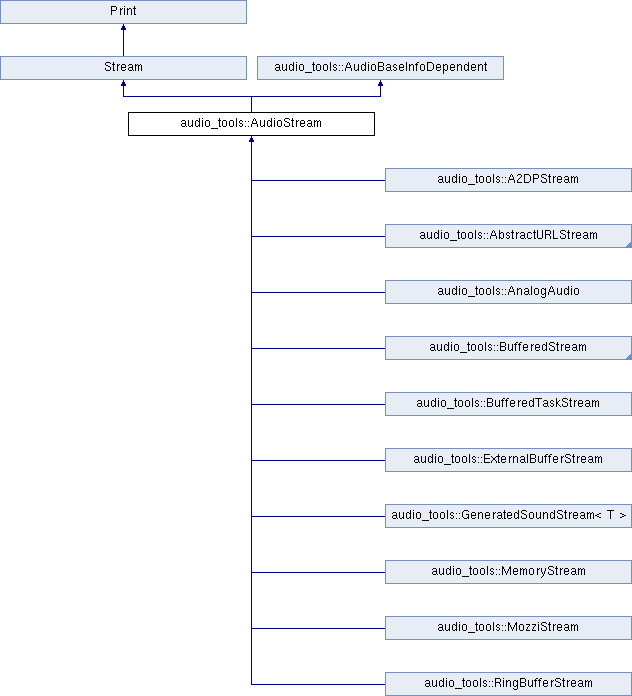 Print
Stream
audio_tools::AudioBaseInfoDependent
audio_tools::AudioStream
audio_tools::A2DPStream
audio_tools::AbstractURLStream
audio_tools::AnalogAudio
audio_tools::BufferedStream
audio_tools::BufferedTaskStream
audio_tools::ExternalBufferStream
audio_tools::GeneratedSoundStream< T >
audio_tools::MemoryStream
audio_tools::MozziStream
audio_tools::RingBufferStream